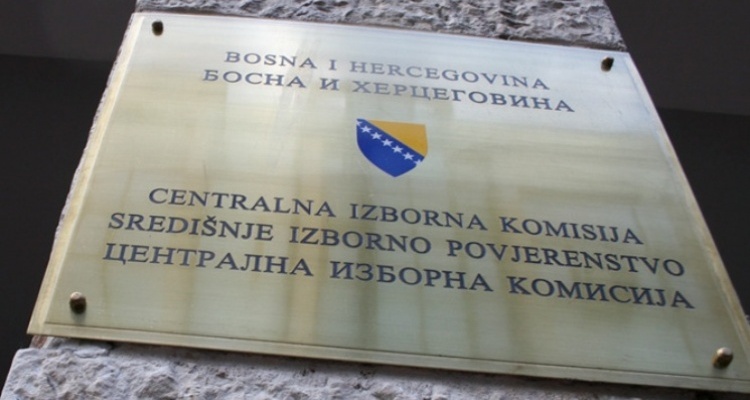 BOSNA I HERCEGOVINA
БОСНА И ХЕРЦЕГОВИНА
CENTRALNA IZBORNA KOMISIJA
SREDIŠNJE IZBORNO POVJERENSTVO
ЦЕНТРАЛНА ИЗБОРНА КОМИСИЈА